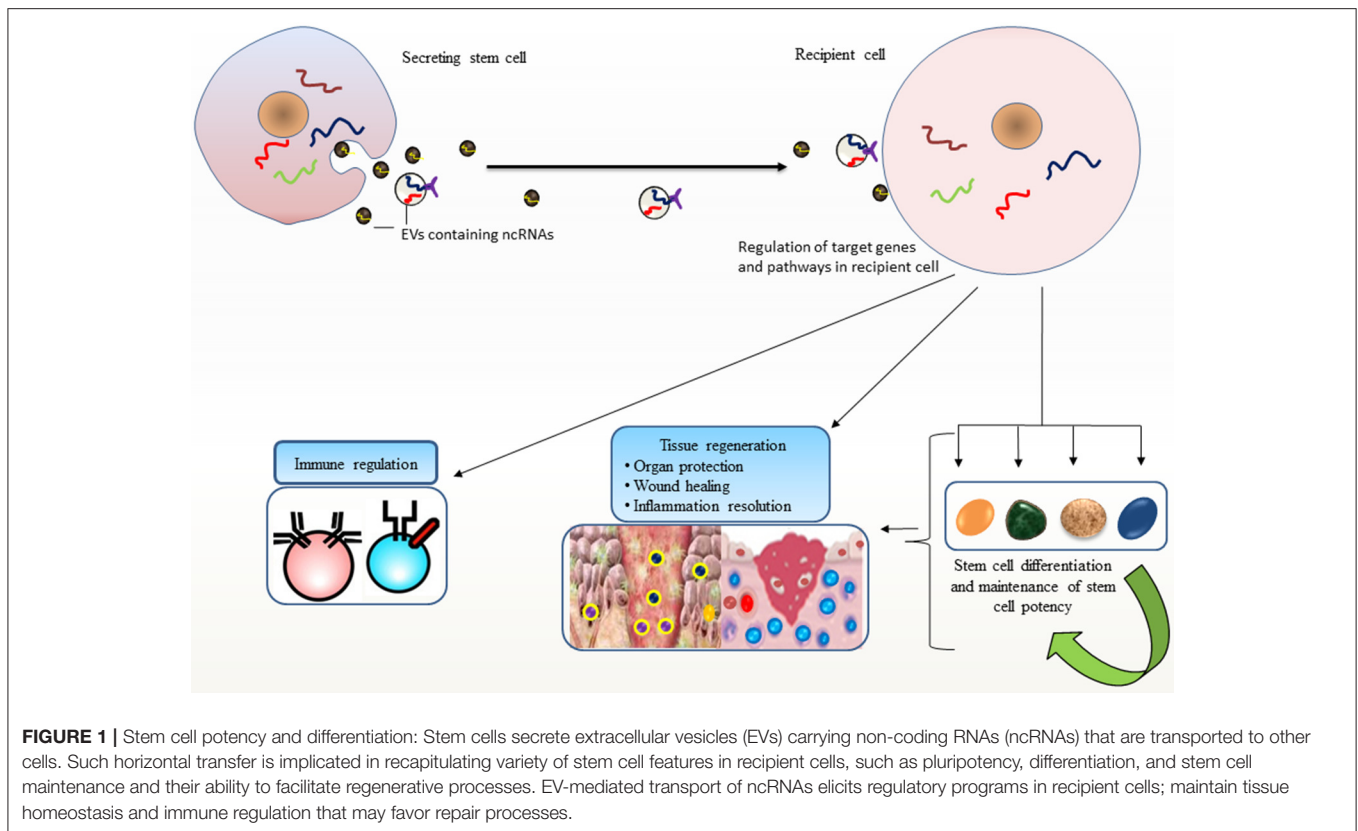 Secreting stem cell
Recipient cell
EVs containing ncRNAs
Regulation of target genes
and pathways in recipient cell
Immune regulation
Tissue regeneration
• Organ protection
• Wound healing
• Inflammation resolution
Stem cell differentiation
and maintenance of stem
cell potency
FIGURE 1 | Stem cell potency and differentiation: Stem cells secrete extracellular vesicles (EVs) carrying non-coding RNAs (ncRNAs) that are transported to other
cells. Such horizontal transfer is implicated in recapitulating variety of stem cell features in recipient cells, such as pluripotency, differentiation, and stem cell
maintenance and their ability to facilitate regenerative processes. EV-mediated transport of ncRNAs elicits regulatory programs in recipient cells; maintain tissue
homeostasis and immune regulation that may favor repair processes.